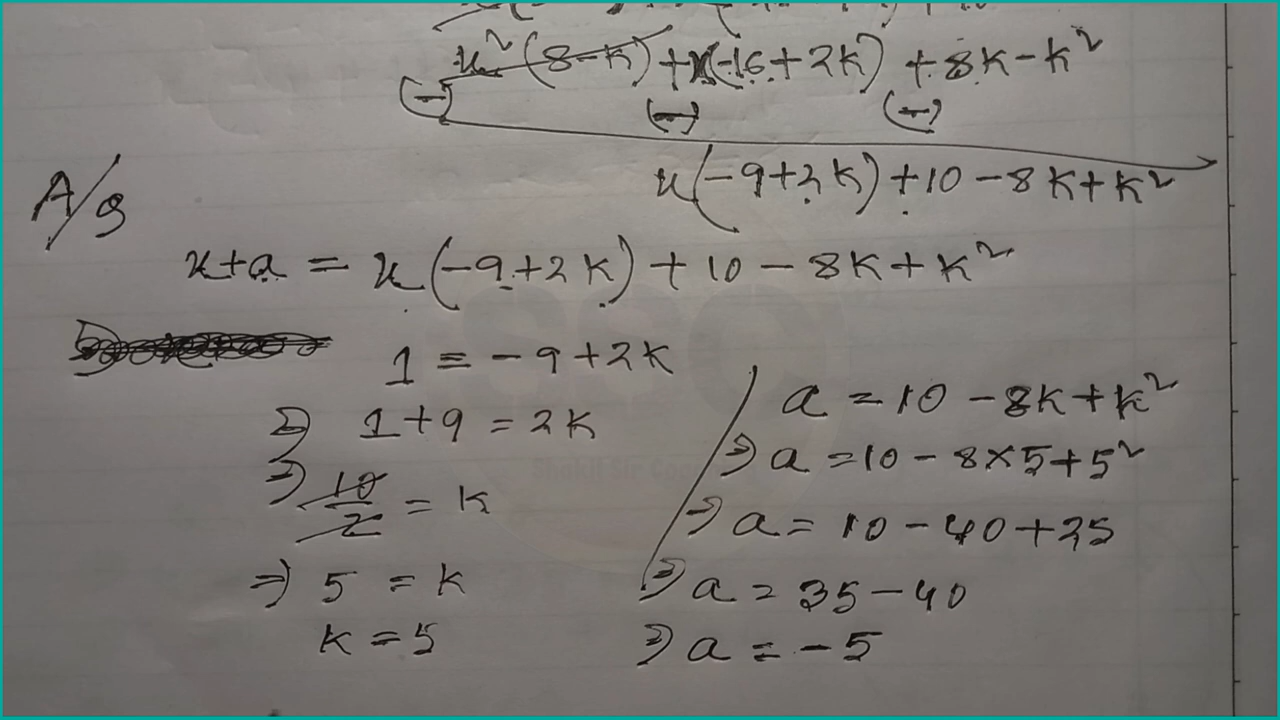 x²(8-k) + x(-16+2k) + 8k-k²
(-) (-) (-)
x(-9+2k) + 10 - 8k + k²
A/q
x+a = x(-9+2k) + 10 - 8k + k²
1 = -9+2k
⇒ 1+9 = 2k
⇒ 10/2 = k
⇒ 5 = k
k = 5
a = 10 - 8k + k²
⇒ a = 10 - 8×5+5²
⇒ a = 10 - 40 + 25
⇒ a = 35 - 40
⇒ a = -5
SSC